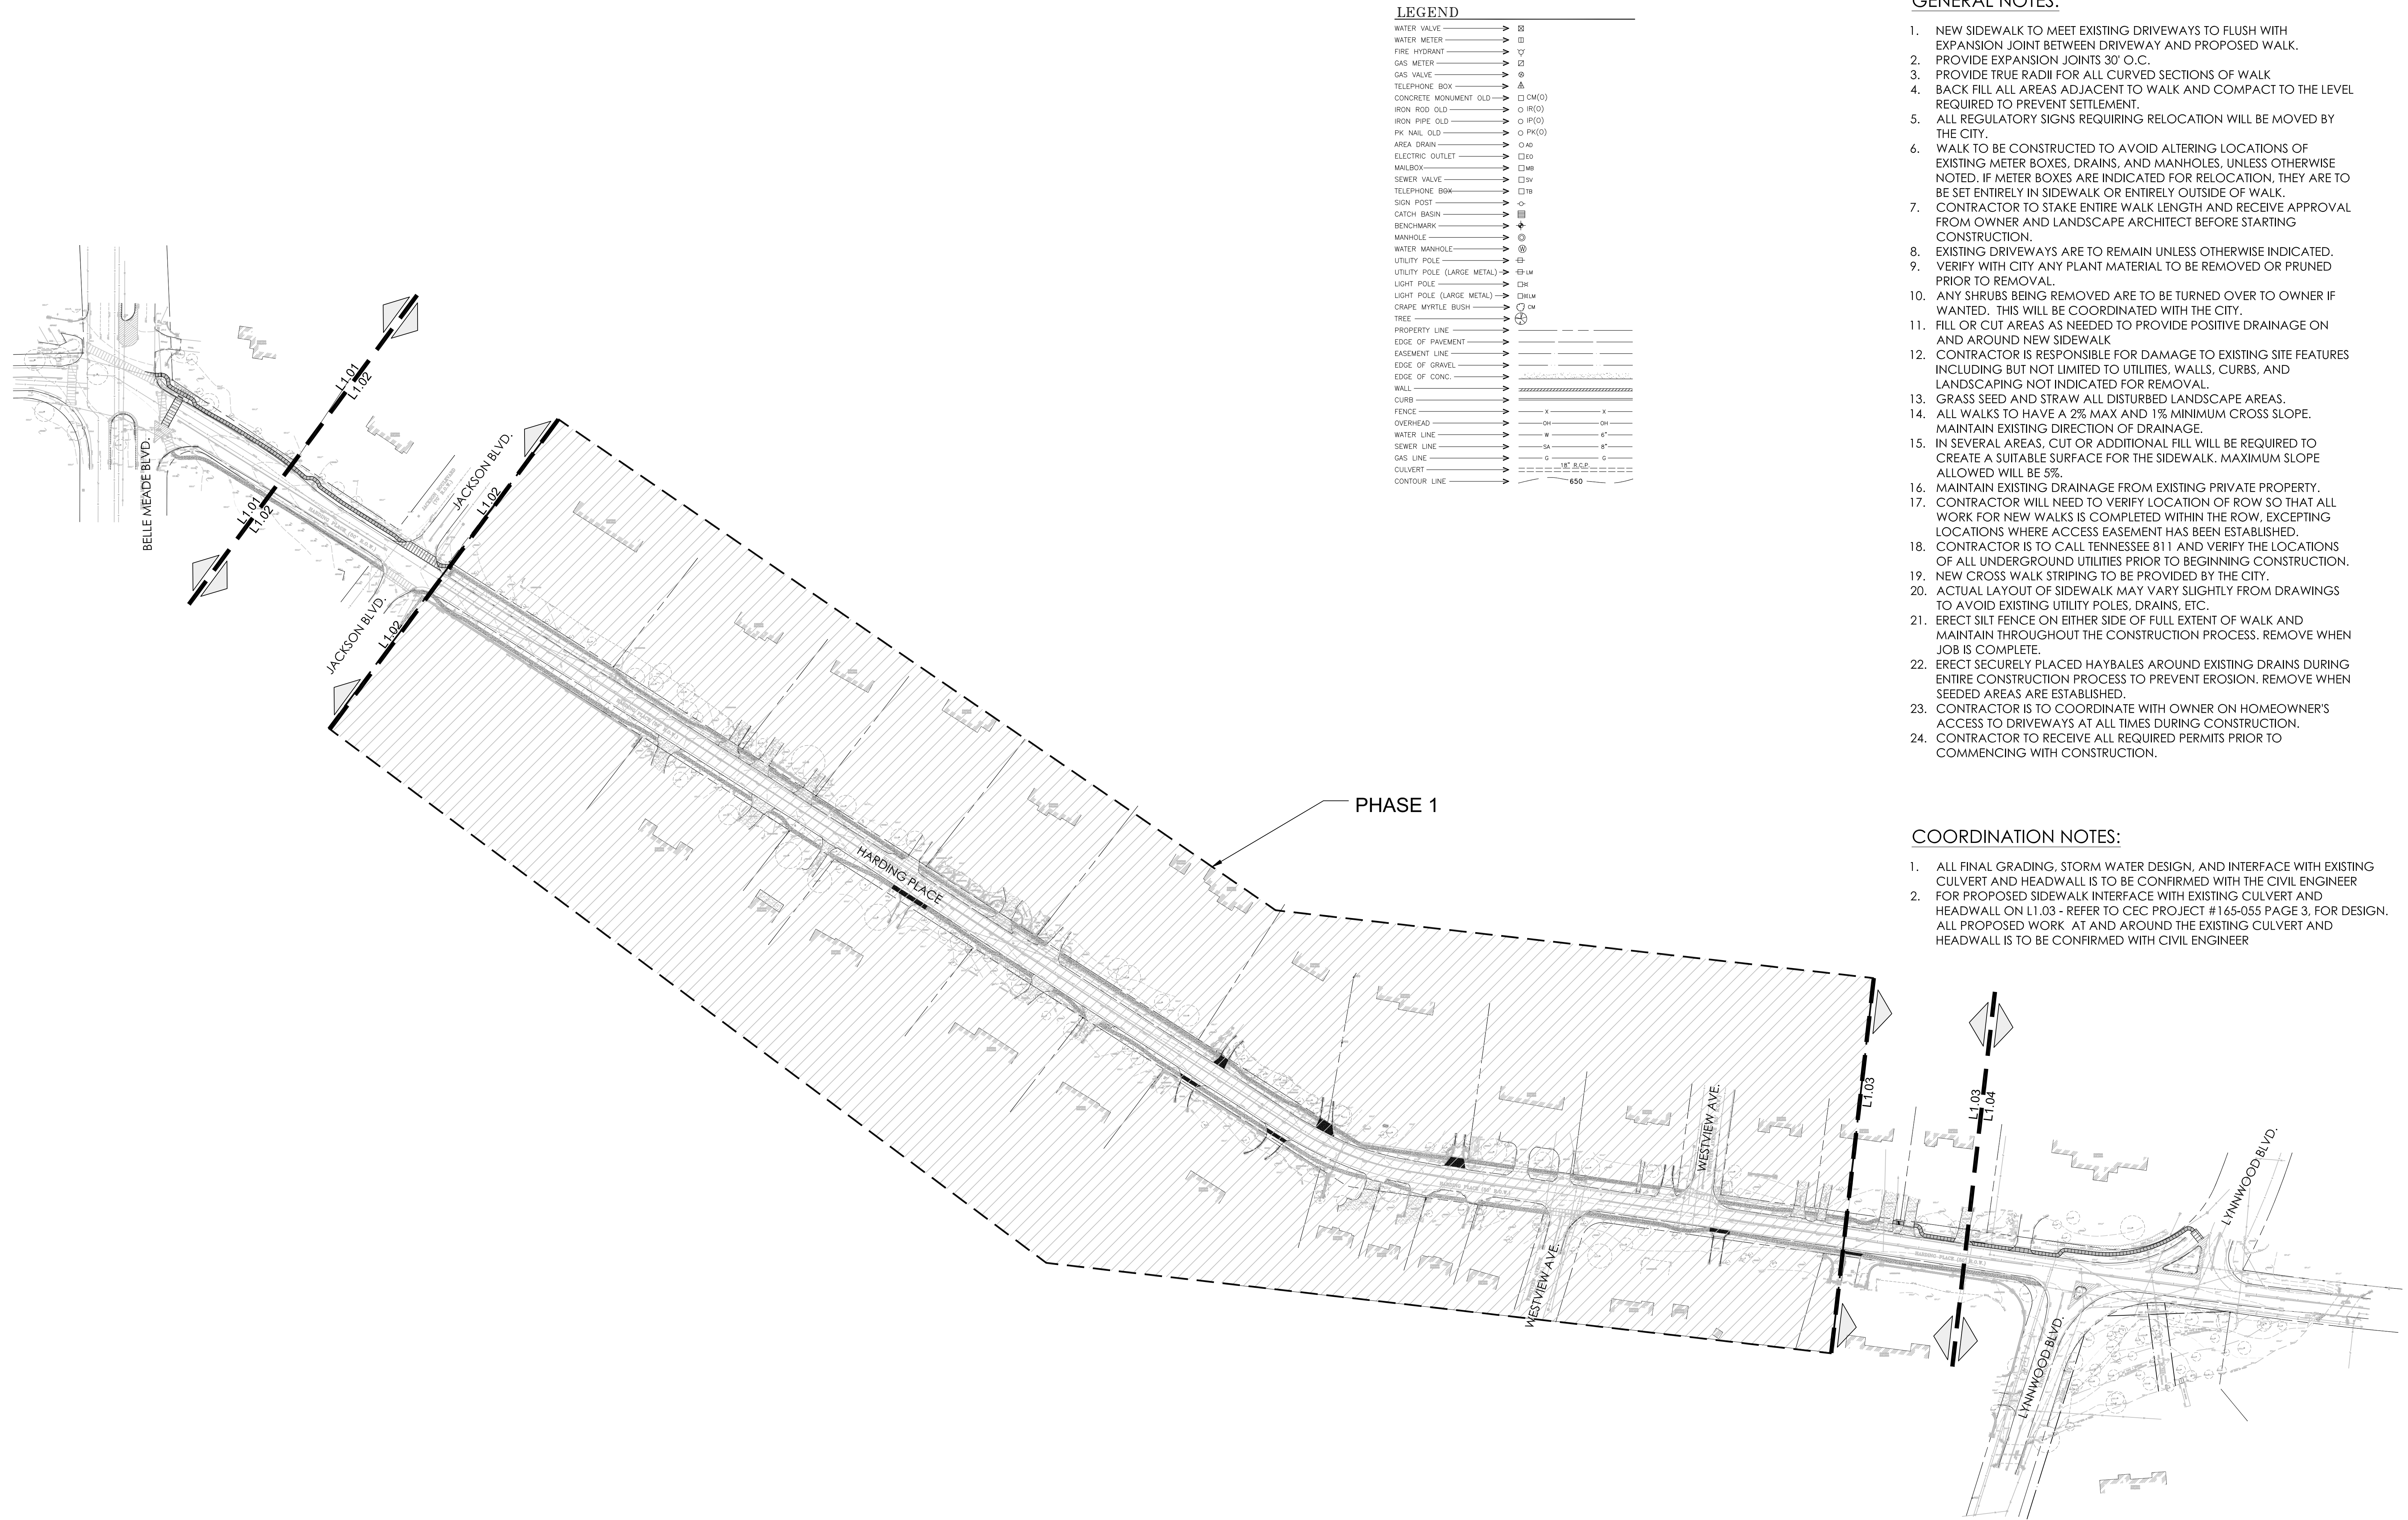 LEGEND
WATER VALVE
WATER METER
FIRE HYDRANT
GAS METER
GAS VALVE
TELEPHONE BOX
CONCRETE MONUMENT OLD CM(O)
IRON ROD OLD IR(O)
IRON PIPE OLD IP(O)
PK NAIL OLD PK(O)
AREA DRAIN AD
ELECTRIC OUTLET EO
MAILBOX MB
SEWER VALVE SV
TELEPHONE BOX TB
SIGN POST
CATCH BASIN
BENCHMARK
MANHOLE
WATER MANHOLE W
UTILITY POLE
UTILITY POLE (LARGE METAL) LM
LIGHT POLE
LIGHT POLE (LARGE METAL) LM
CRAPE MYRTLE BUSH CM
TREE
PROPERTY LINE
EDGE OF PAVEMENT
EASEMENT LINE
EDGE OF GRAVEL
EDGE OF CONC.
WALL
CURB
FENCE X X
OVERHEAD OH OH
WATER LINE W 6"
SEWER LINE SA 8"
GAS LINE G G
CULVERT 18" R.C.P.
CONTOUR LINE 650
GENERAL NOTES:
1. NEW SIDEWALK TO MEET EXISTING DRIVEWAYS TO FLUSH WITH
EXPANSION JOINT BETWEEN DRIVEWAY AND PROPOSED WALK.
2. PROVIDE EXPANSION JOINTS 30' O.C.
3. PROVIDE TRUE RADII FOR ALL CURVED SECTIONS OF WALK
4. BACK FILL ALL AREAS ADJACENT TO WALK AND COMPACT TO THE LEVEL
REQUIRED TO PREVENT SETTLEMENT.
5. ALL REGULATORY SIGNS REQUIRING RELOCATION WILL BE MOVED BY
THE CITY.
6. WALK TO BE CONSTRUCTED TO AVOID ALTERING LOCATIONS OF
EXISTING METER BOXES, DRAINS, AND MANHOLES, UNLESS OTHERWISE
NOTED. IF METER BOXES ARE INDICATED FOR RELOCATION, THEY ARE TO
BE SET ENTIRELY IN SIDEWALK OR ENTIRELY OUTSIDE OF WALK.
7. CONTRACTOR TO STAKE ENTIRE WALK LENGTH AND RECEIVE APPROVAL
FROM OWNER AND LANDSCAPE ARCHITECT BEFORE STARTING
CONSTRUCTION.
8. EXISTING DRIVEWAYS ARE TO REMAIN UNLESS OTHERWISE INDICATED.
9. VERIFY WITH CITY ANY PLANT MATERIAL TO BE REMOVED OR PRUNED
PRIOR TO REMOVAL.
10. ANY SHRUBS BEING REMOVED ARE TO BE TURNED OVER TO OWNER IF
WANTED. THIS WILL BE COORDINATED WITH THE CITY.
11. FILL OR CUT AREAS AS NEEDED TO PROVIDE POSITIVE DRAINAGE ON
AND AROUND NEW SIDEWALK
12. CONTRACTOR IS RESPONSIBLE FOR DAMAGE TO EXISTING SITE FEATURES
INCLUDING BUT NOT LIMITED TO UTILITIES, WALLS, CURBS, AND
LANDSCAPING NOT INDICATED FOR REMOVAL.
13. GRASS SEED AND STRAW ALL DISTURBED LANDSCAPE AREAS.
14. ALL WALKS TO HAVE A 2% MAX AND 1% MINIMUM CROSS SLOPE.
MAINTAIN EXISTING DIRECTION OF DRAINAGE.
15. IN SEVERAL AREAS, CUT OR ADDITIONAL FILL WILL BE REQUIRED TO
CREATE A SUITABLE SURFACE FOR THE SIDEWALK. MAXIMUM SLOPE
ALLOWED WILL BE 5%.
16. MAINTAIN EXISTING DRAINAGE FROM EXISTING PRIVATE PROPERTY.
17. CONTRACTOR WILL NEED TO VERIFY LOCATION OF ROW SO THAT ALL
WORK FOR NEW WALKS IS COMPLETED WITHIN THE ROW, EXCEPTING
LOCATIONS WHERE ACCESS EASEMENT HAS BEEN ESTABLISHED.
18. CONTRACTOR IS TO CALL TENNESSEE 811 AND VERIFY THE LOCATIONS
OF ALL UNDERGROUND UTILITIES PRIOR TO BEGINNING CONSTRUCTION.
19. NEW CROSS WALK STRIPING TO BE PROVIDED BY THE CITY.
20. ACTUAL LAYOUT OF SIDEWALK MAY VARY SLIGHTLY FROM DRAWINGS
TO AVOID EXISTING UTILITY POLES, DRAINS, ETC.
21. ERECT SILT FENCE ON EITHER SIDE OF FULL EXTENT OF WALK AND
MAINTAIN THROUGHOUT THE CONSTRUCTION PROCESS. REMOVE WHEN
JOB IS COMPLETE.
22. ERECT SECURELY PLACED HAYBALES AROUND EXISTING DRAINS DURING
ENTIRE CONSTRUCTION PROCESS TO PREVENT EROSION. REMOVE WHEN
SEEDED AREAS ARE ESTABLISHED.
23. CONTRACTOR IS TO COORDINATE WITH OWNER ON HOMEOWNER'S
ACCESS TO DRIVEWAYS AT ALL TIMES DURING CONSTRUCTION.
24. CONTRACTOR TO RECEIVE ALL REQUIRED PERMITS PRIOR TO
COMMENCING WITH CONSTRUCTION.
COORDINATION NOTES:
1. ALL FINAL GRADING, STORM WATER DESIGN, AND INTERFACE WITH EXISTING
CULVERT AND HEADWALL IS TO BE CONFIRMED WITH THE CIVIL ENGINEER
2. FOR PROPOSED SIDEWALK INTERFACE WITH EXISTING CULVERT AND
HEADWALL ON L1.03 - REFER TO CEC PROJECT #165-055 PAGE 3, FOR DESIGN.
ALL PROPOSED WORK AT AND AROUND THE EXISTING CULVERT AND
HEADWALL IS TO BE CONFIRMED WITH CIVIL ENGINEER
L1.01
L1.02
BELLE MEADE BLVD.
L1.01
L1.02
JACKSON BLVD.
L1.02
HARDING PLACE (60' R.O.W.)
JACKSON BLVD.
L1.02
PHASE 1
HARDING PLACE
HARDING PLACE (60' R.O.W.)
WESTVIEW AVE.
WESTVIEW AVE.
L1.03
L1.03
L1.04
LYNNWOOD BLVD.
LYNNWOOD BLVD.